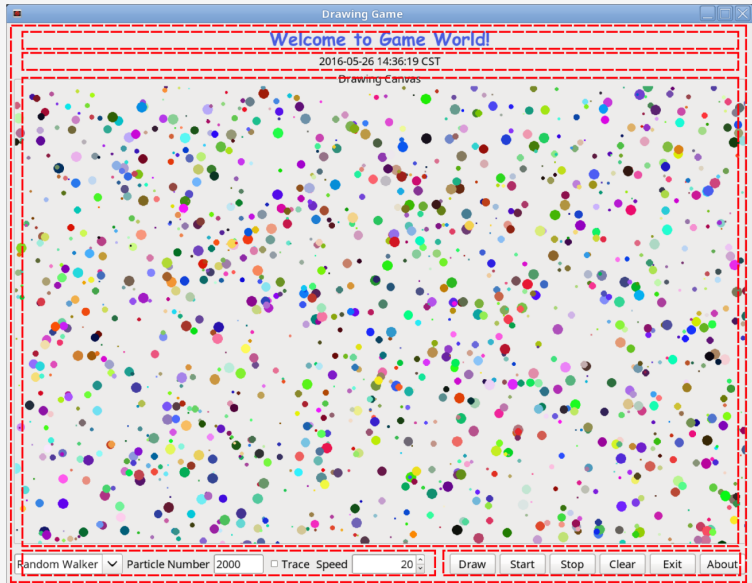 Drawing Game
Welcome to Game World!
2016-05-26 14:36:19 CST
Drawing Canvas
Random Walker Particle Number 2000 Trace Speed 20 Draw Start Stop Clear Exit About